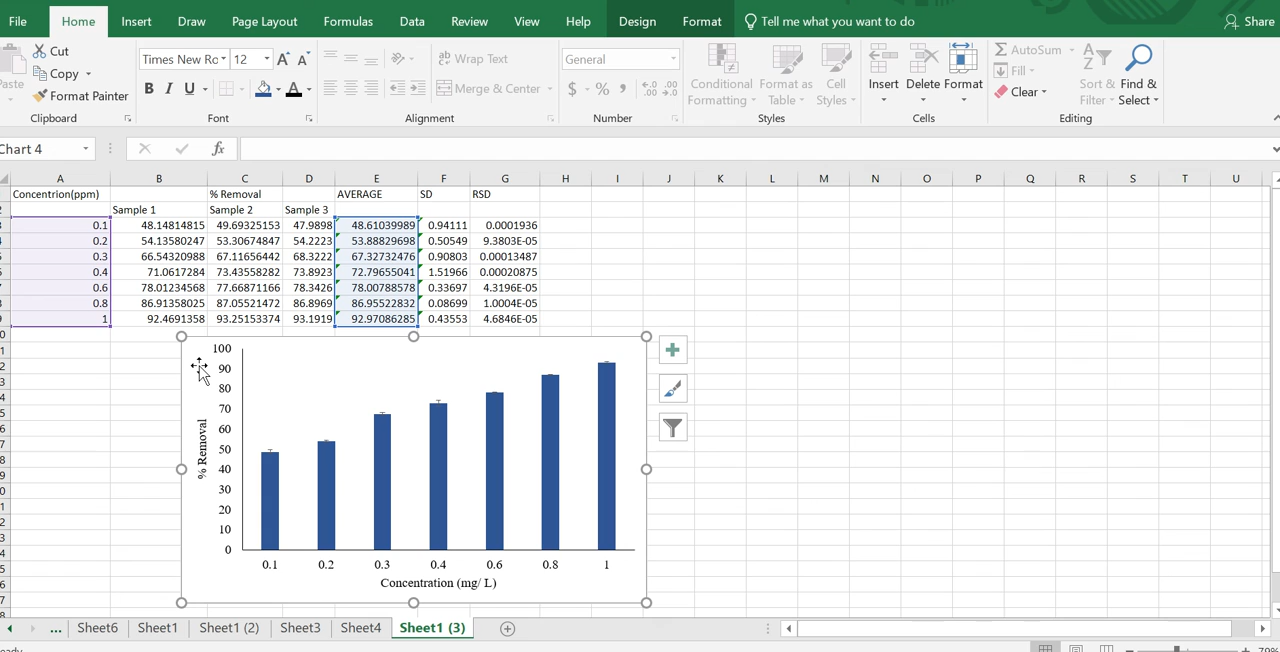 File Home Insert Draw Page Layout Formulas Data Review View Help Design Format Tell me what you want to do Share
Cut
Copy
Format Painter
Clipboard
Times New Ro 12
B I U
Font
Wrap Text
Merge & Center
Alignment
General
$ % ,
Number
Conditional Formatting
Format as Table
Cell Styles
Styles
Insert Delete Format
Cells
AutoSum
Fill
Clear
Sort & Filter
Find & Select
Editing
Chart 4 fx
A B C D E F G H I J K L M N O P Q R S T U
Concentrion(ppm) % Removal AVERAGE SD RSD
Sample 1 Sample 2 Sample 3
0.1 48.14814815 49.69325153 47.9898 48.61039989 0.94111 0.0001936
0.2 54.13580247 53.30674847 54.2223 53.88829698 0.50549 9.3803E-05
0.3 66.54320988 67.11656442 68.3222 67.32732476 0.90803 0.00013487
0.4 71.0617284 73.43558282 73.8923 72.79655041 1.51966 0.00020875
0.6 78.01234568 77.66871166 78.3426 78.00788578 0.33697 4.3196E-05
0.8 86.91358025 87.05521472 86.8969 86.95522832 0.08699 1.0004E-05
1 92.4691358 93.25153374 93.1919 92.97086285 0.43553 4.6846E-05
100
90
80
70
60
50
40
30
20
10
0
% Removal
0.1 0.2 0.3 0.4 0.6 0.8 1
Concentration (mg/ L)
... Sheet6 Sheet1 Sheet1 (2) Sheet3 Sheet4 Sheet1 (3)